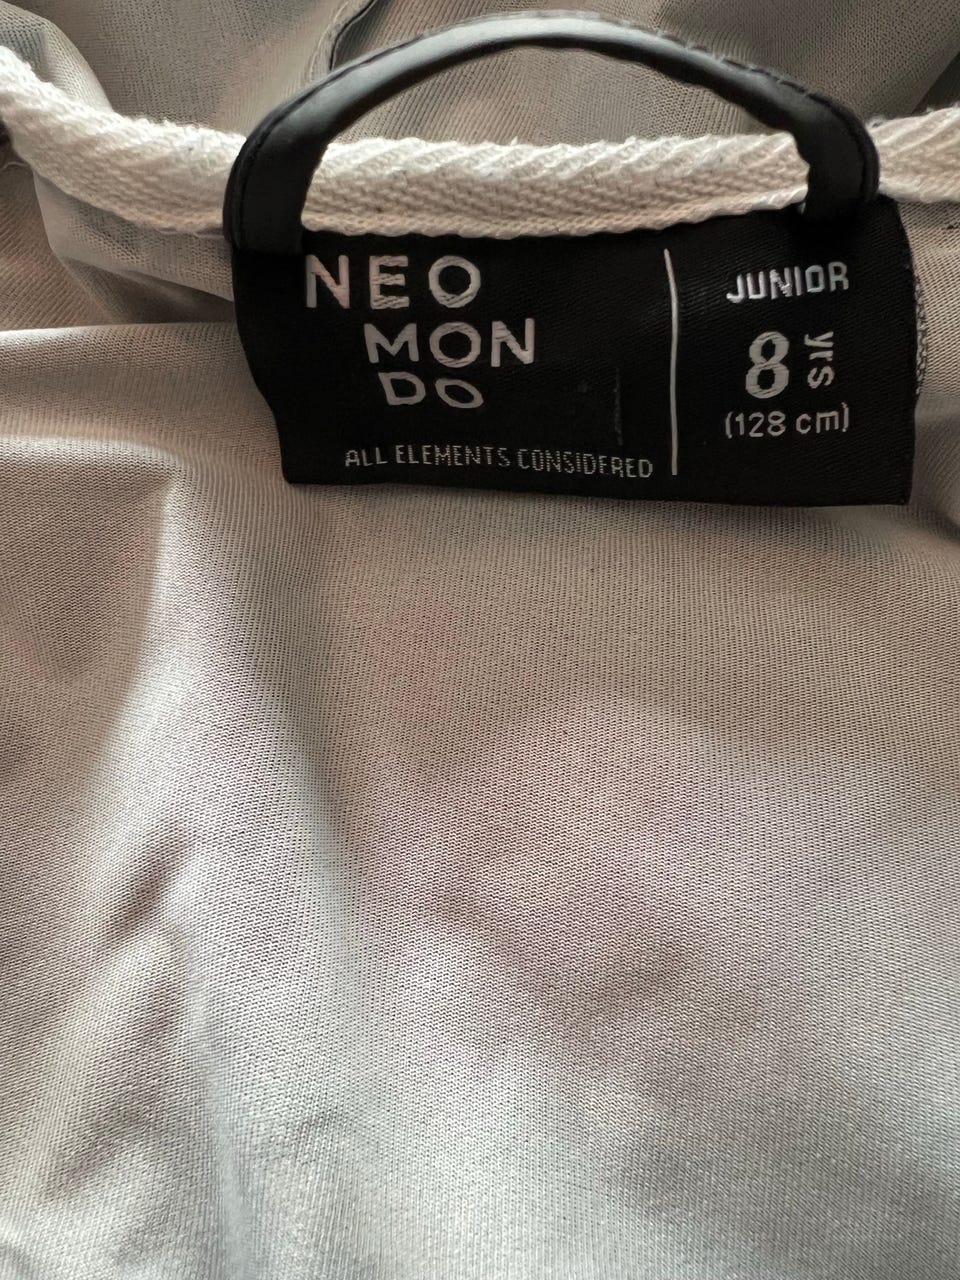 NEO
MON
DO
ALL ELEMENTS CONSIDERED
JUNIOR
8 yrs
(128 cm)